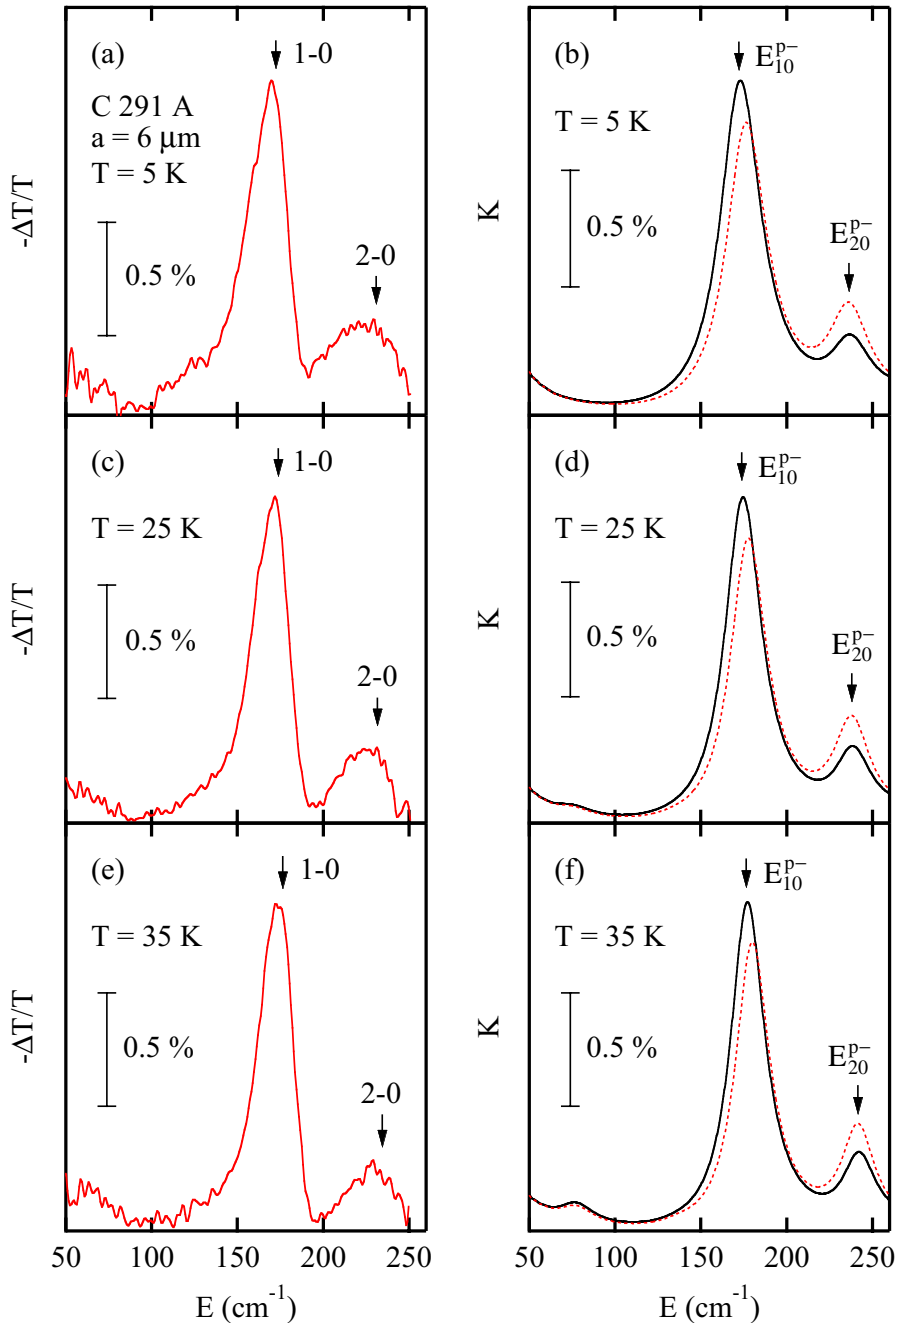 (a)
1-0
C 291 A
a = 6 μm
T = 5 K
0.5 %
2-0
-ΔT/T
(b)
E₁₀ᵖ⁻
T = 5 K
0.5 %
E₂₀ᵖ⁻
K
(c)
1-0
T = 25 K
0.5 %
2-0
-ΔT/T
(d)
E₁₀ᵖ⁻
T = 25 K
0.5 %
E₂₀ᵖ⁻
K
(e)
1-0
T = 35 K
0.5 %
2-0
-ΔT/T
50 100 150 200 250
E (cm⁻¹)
(f)
E₁₀ᵖ⁻
T = 35 K
0.5 %
E₂₀ᵖ⁻
K
50 100 150 200 250
E (cm⁻¹)